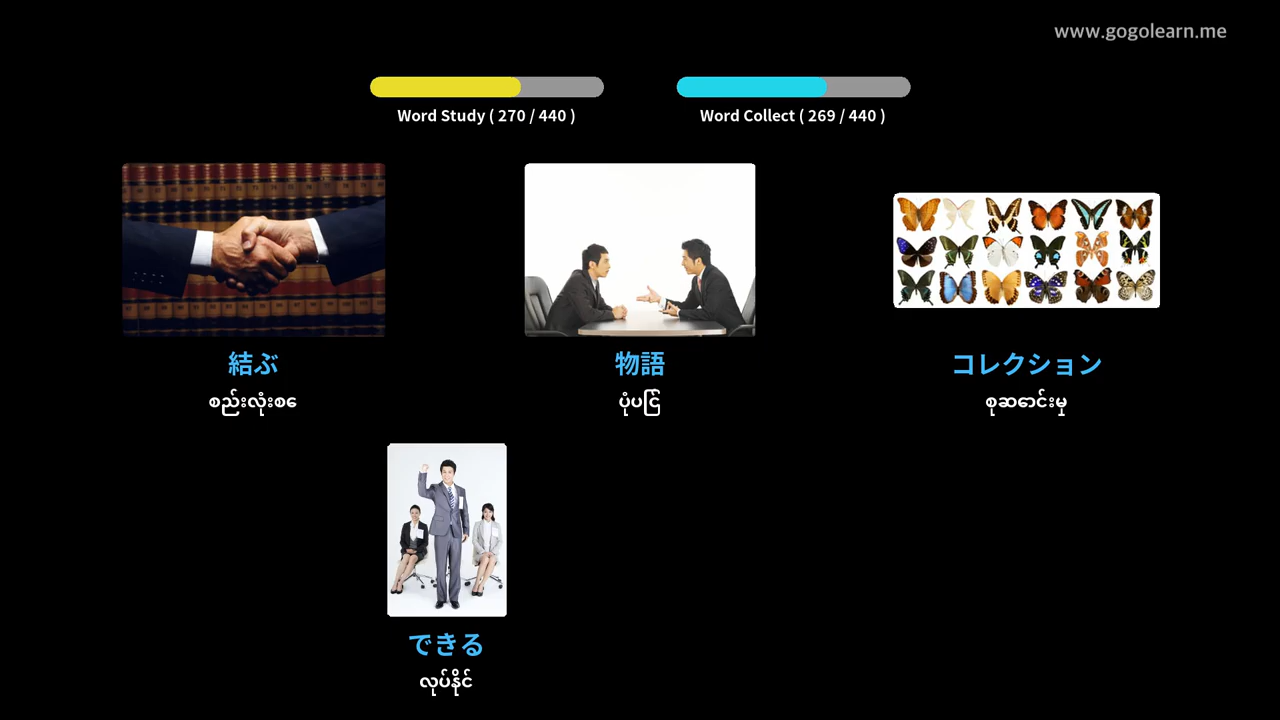 www.gogolearn.me
Word Study ( 270 / 440 )
Word Collect ( 269 / 440 )
結ぶ
စည်းလုံးစေ
物語
ပုံပြင်
コレクション
စုဆောင်းမှု
できる
လုပ်နိုင်